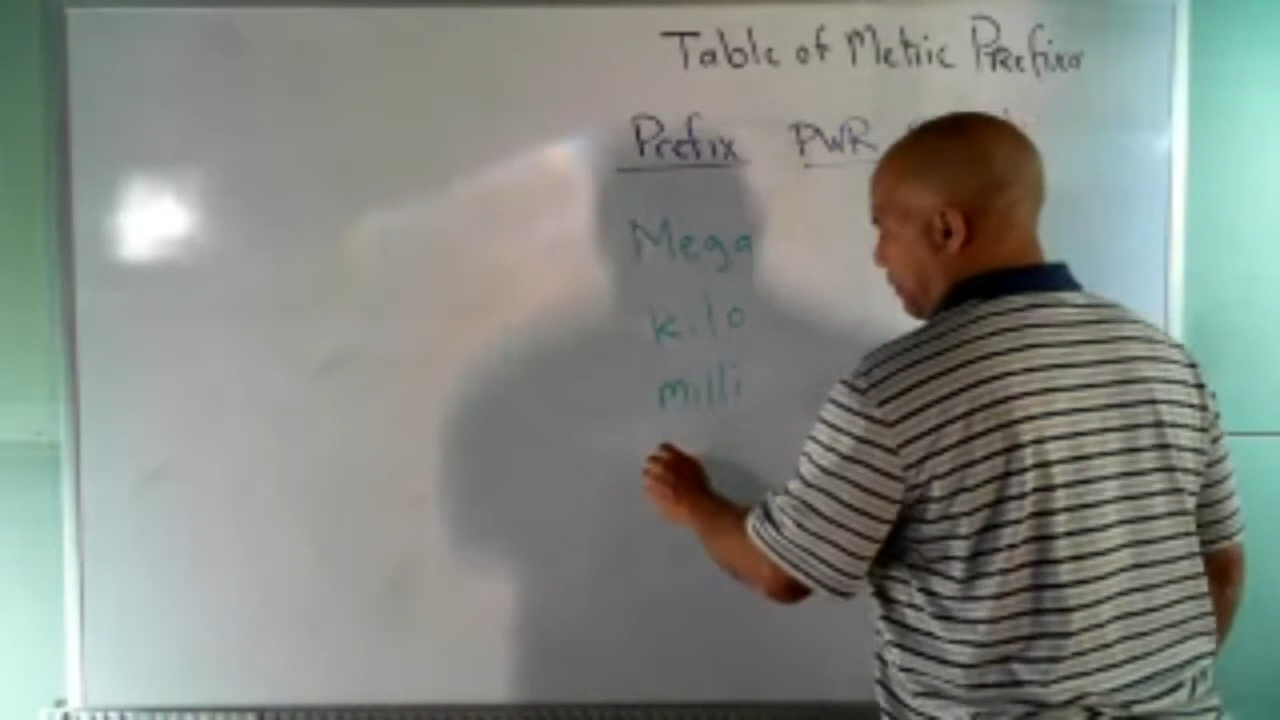 Table of Metric Prefixes
Prefix PWR
Mega
kilo
milli